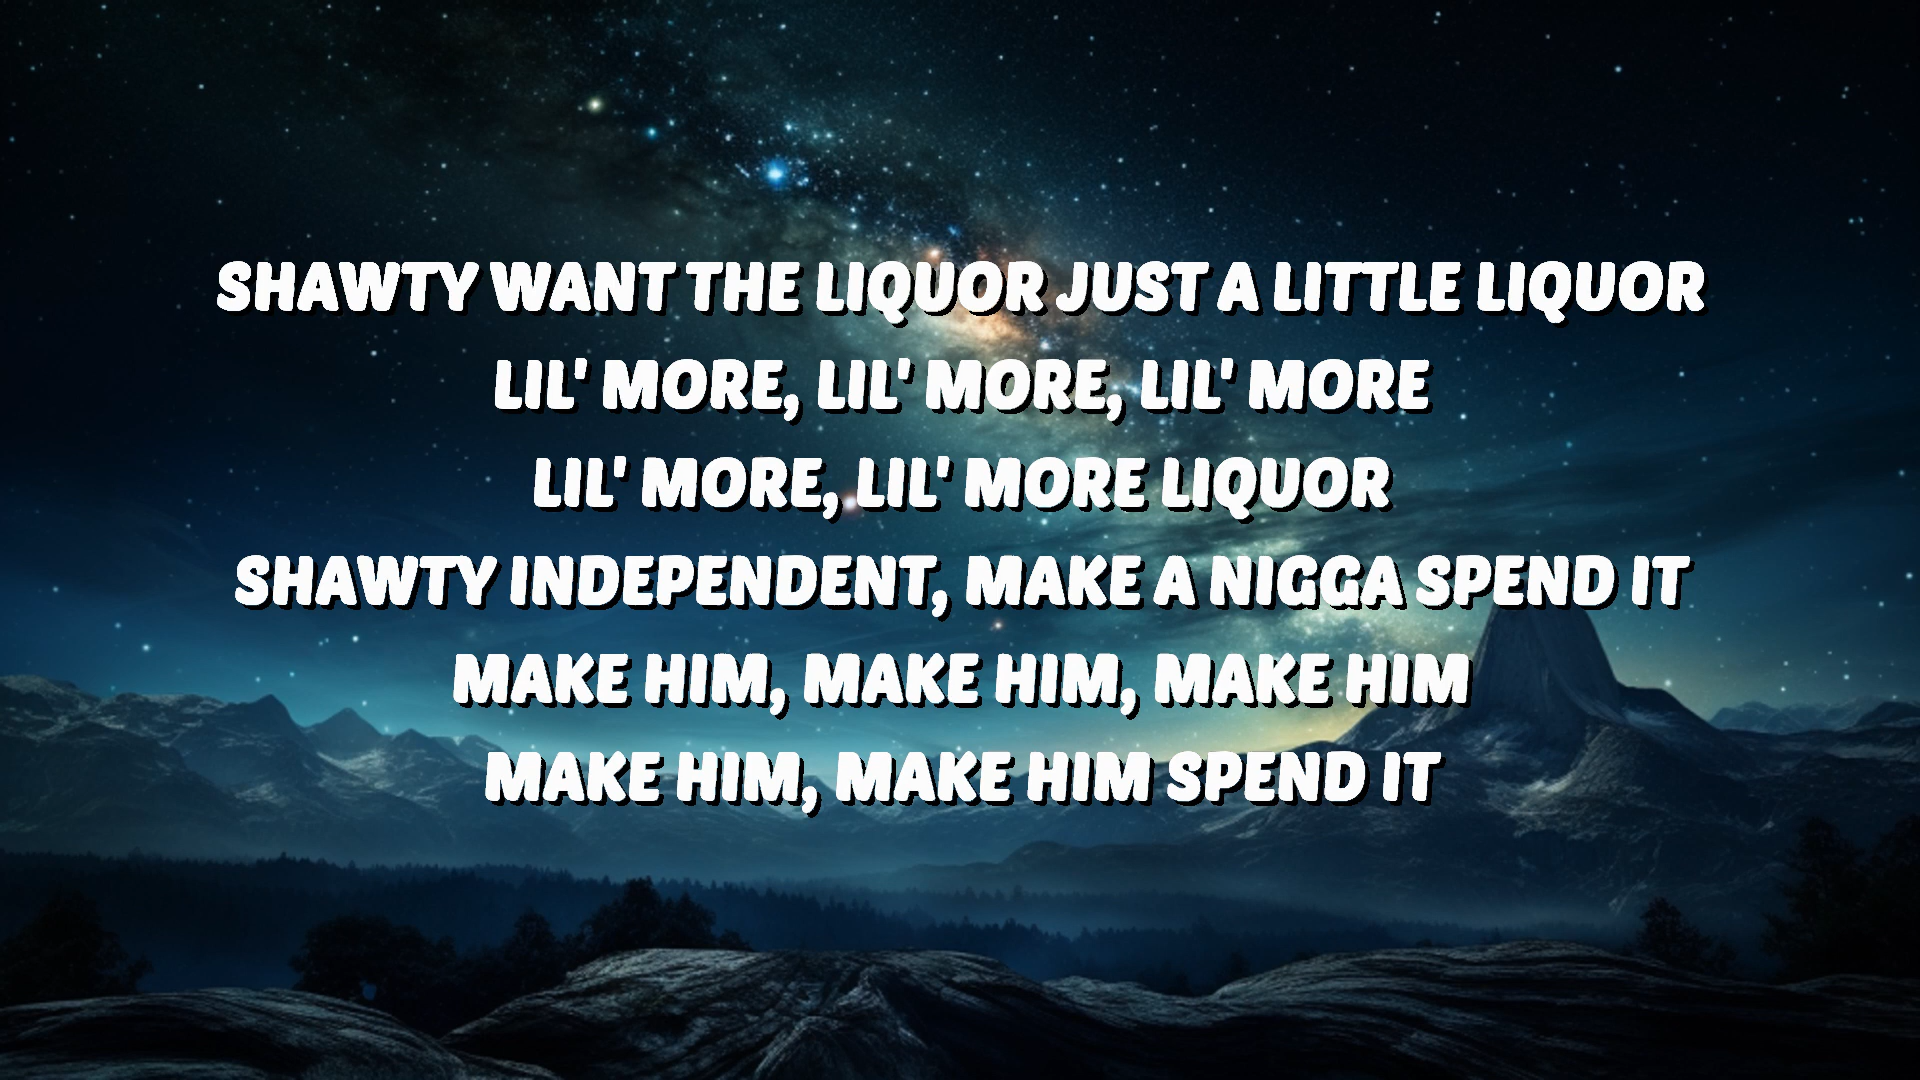 SHAWTY WANT THE LIQUOR JUST A LITTLE LIQUOR
LIL' MORE, LIL' MORE, LIL' MORE
LIL' MORE, LIL' MORE LIQUOR
SHAWTY INDEPENDENT, MAKE A NIGGA SPEND IT
MAKE HIM, MAKE HIM, MAKE HIM
MAKE HIM, MAKE HIM SPEND IT